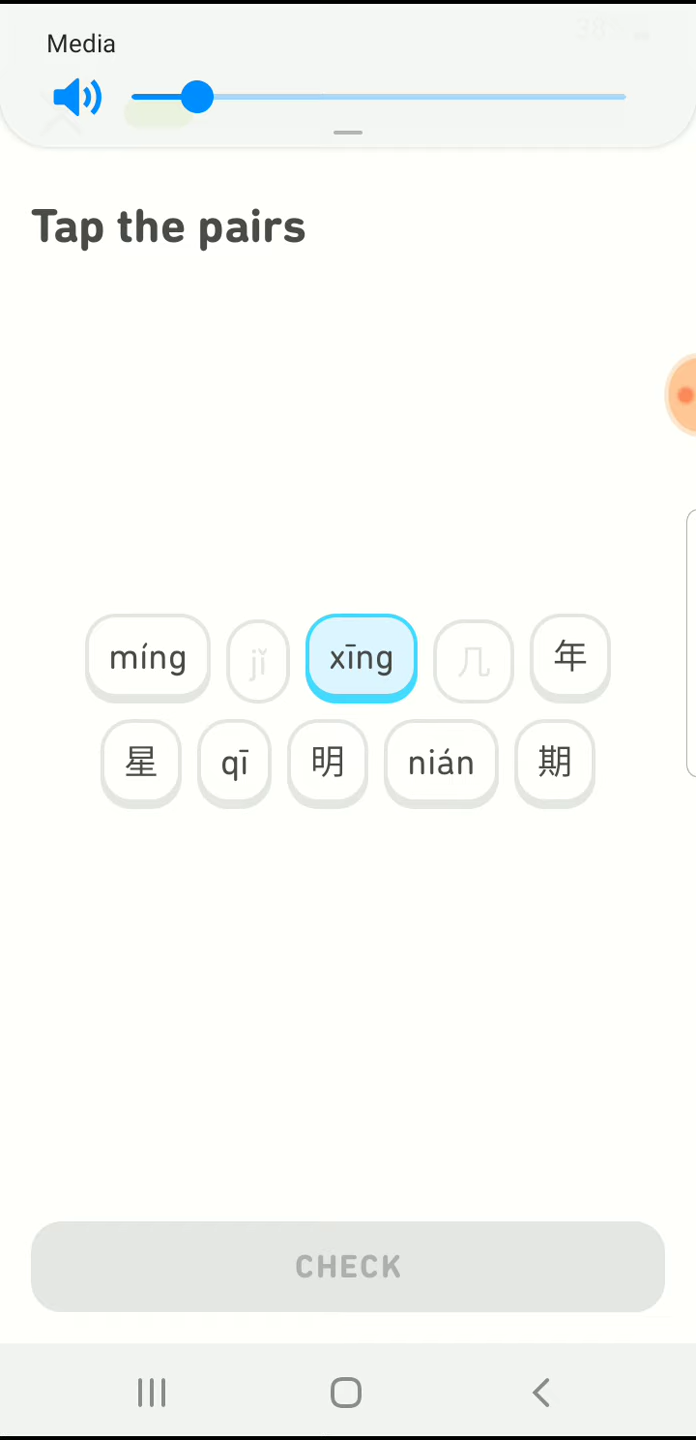 Media
Tap the pairs
míng jǐ xīng 几 年
星 qī 明 nián 期
CHECK